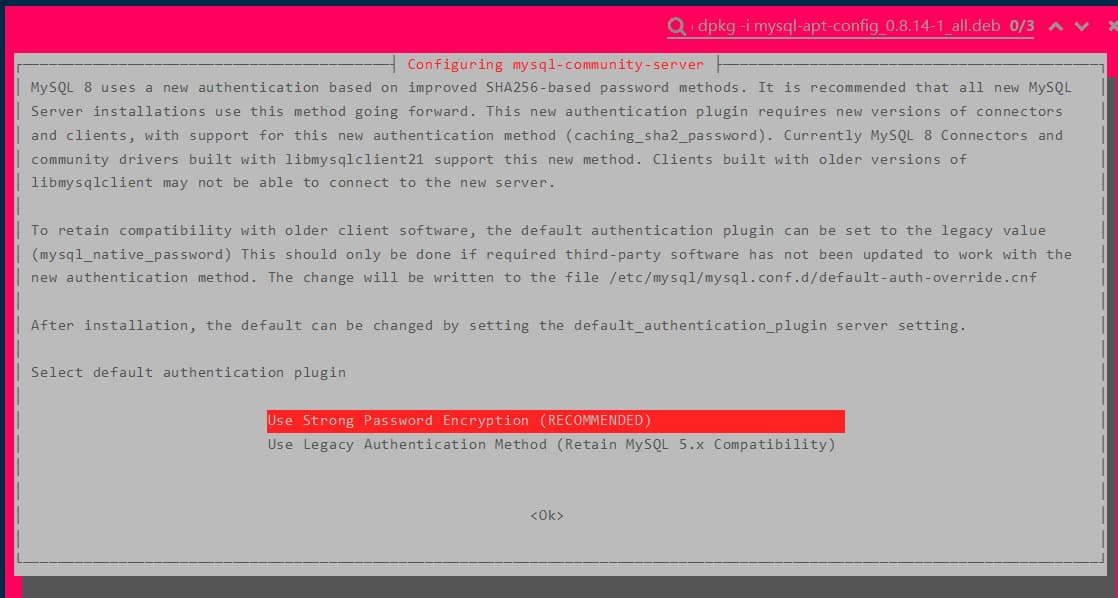 dpkg -i mysql-apt-config_0.8.14-1_all.deb 0/3
Configuring mysql-community-server
MySQL 8 uses a new authentication based on improved SHA256-based password methods. It is recommended that all new MySQL
Server installations use this method going forward. This new authentication plugin requires new versions of connectors
and clients, with support for this new authentication method (caching_sha2_password). Currently MySQL 8 Connectors and
community drivers built with libmysqlclient21 support this new method. Clients built with older versions of
libmysqlclient may not be able to connect to the new server.
To retain compatibility with older client software, the default authentication plugin can be set to the legacy value
(mysql_native_password) This should only be done if required third-party software has not been updated to work with the
new authentication method. The change will be written to the file /etc/mysql/mysql.conf.d/default-auth-override.cnf
After installation, the default can be changed by setting the default_authentication_plugin server setting.
Select default authentication plugin
Use Strong Password Encryption (RECOMMENDED)
Use Legacy Authentication Method (Retain MySQL 5.x Compatibility)
<Ok>